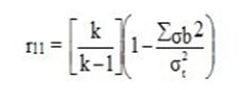 r₁₁ = [k / k−1] (1 − Σσb² / σₜ²)